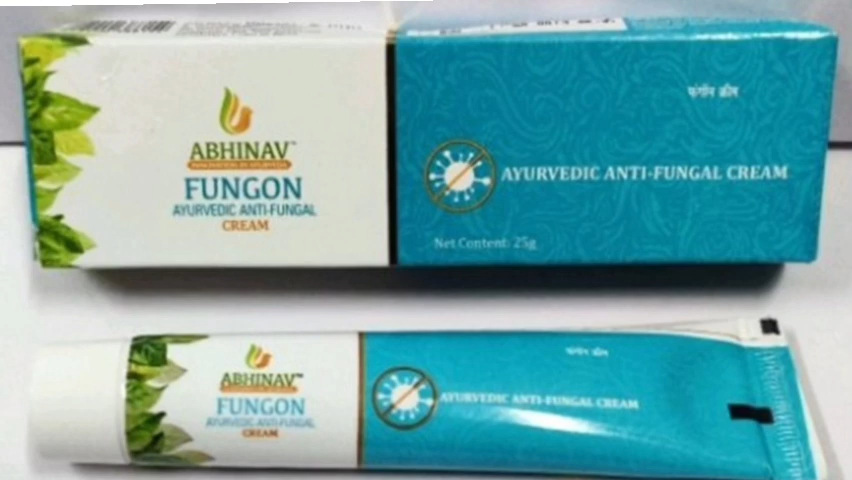 ABHINAV™
INNOVATION IN AYURVEDA
FUNGON
AYURVEDIC ANTI-FUNGAL
CREAM
फंगॉन क्रीम
AYURVEDIC ANTI-FUNGAL CREAM
Net Content: 25g
ABHINAV™
FUNGON
AYURVEDIC ANTI-FUNGAL
CREAM
फंगॉन क्रीम
AYURVEDIC ANTI-FUNGAL CREAM